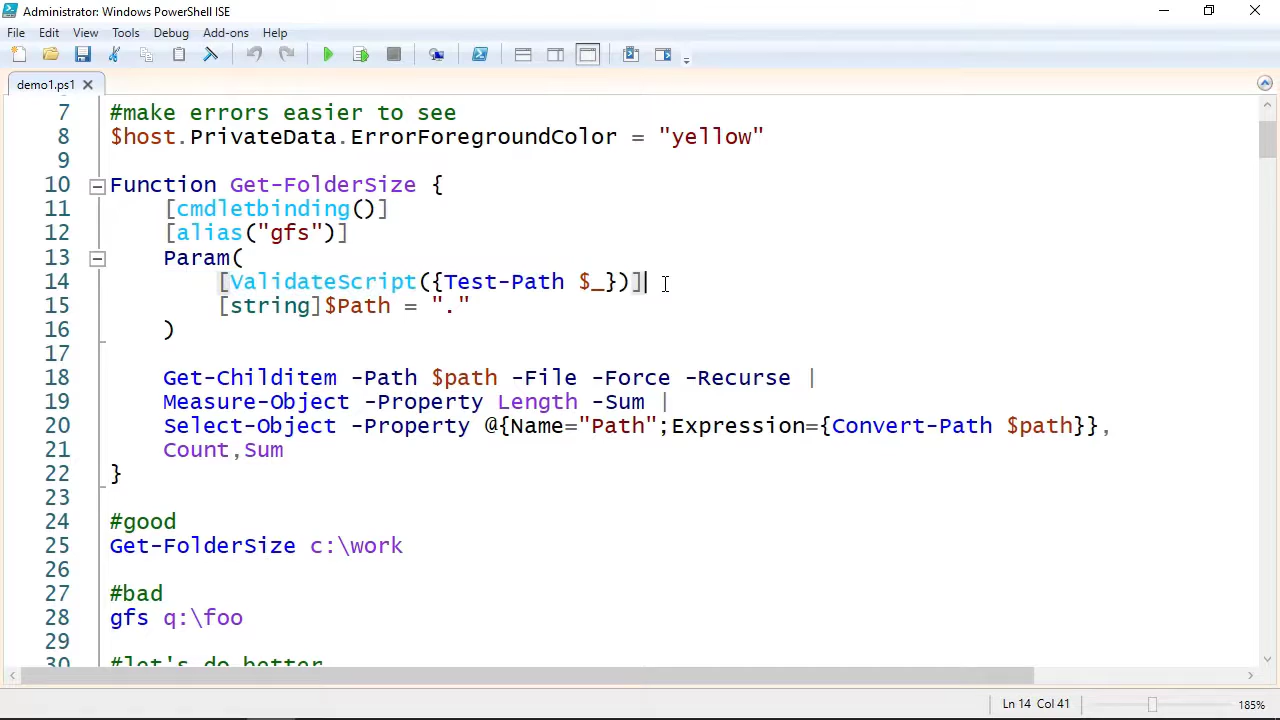 Administrator: Windows PowerShell ISE
File Edit View Tools Debug Add-ons Help
demo1.ps1
7 #make errors easier to see
8 $host.PrivateData.ErrorForegroundColor = "yellow"
9
10 Function Get-FolderSize {
11 [cmdletbinding()]
12 [alias("gfs")]
13 Param(
14 [ValidateScript({Test-Path $_})]
15 [string]$Path = "."
16 )
17
18 Get-Childitem -Path $path -File -Force -Recurse |
19 Measure-Object -Property Length -Sum |
20 Select-Object -Property @{Name="Path";Expression={Convert-Path $path}},
21 Count,Sum
22 }
23
24 #good
25 Get-FolderSize c:\work
26
27 #bad
28 gfs q:\foo
29
30 #let's do better
Ln 14 Col 41 185%